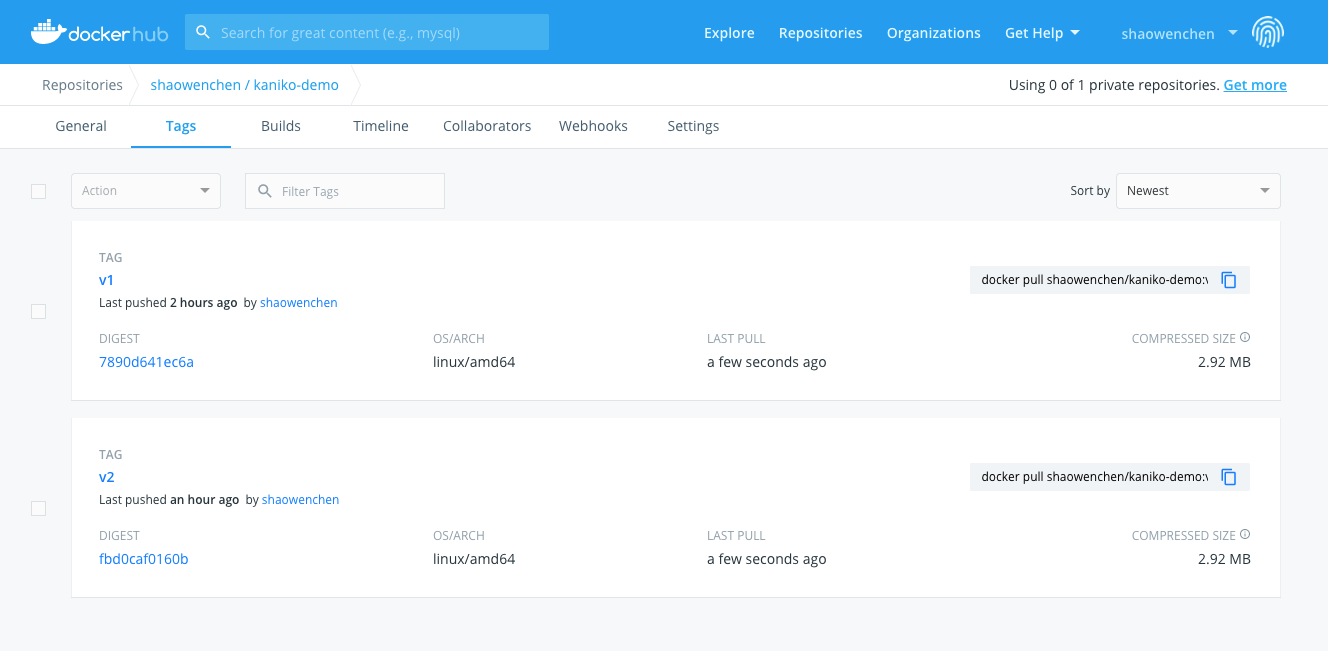 dockerhub
Search for great content (e.g., mysql)
Explore
Repositories
Organizations
Get Help
shaowenchen
Repositories
shaowenchen / kaniko-demo
Using 0 of 1 private repositories. Get more
General
Tags
Builds
Timeline
Collaborators
Webhooks
Settings
Action
Filter Tags
Sort by
Newest
TAG
v1
Last pushed 2 hours ago by shaowenchen
docker pull shaowenchen/kaniko-demo:
DIGEST
OS/ARCH
LAST PULL
COMPRESSED SIZE
7890d641ec6a
linux/amd64
a few seconds ago
2.92 MB
TAG
v2
Last pushed an hour ago by shaowenchen
docker pull shaowenchen/kaniko-demo:
DIGEST
OS/ARCH
LAST PULL
COMPRESSED SIZE
fbd0caf0160b
linux/amd64
a few seconds ago
2.92 MB